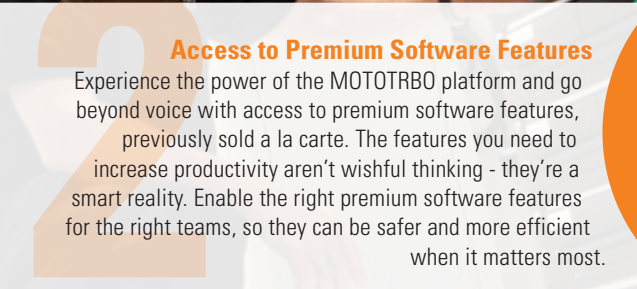 2
Access to Premium Software Features
Experience the power of the MOTOTRBO platform and go
beyond voice with access to premium software features,
previously sold a la carte. The features you need to
increase productivity aren’t wishful thinking - they’re a
smart reality. Enable the right premium software features
for the right teams, so they can be safer and more efficient
when it matters most.